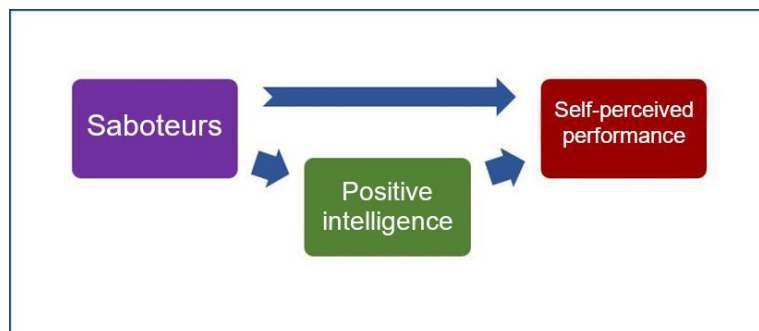 Saboteurs
Self-perceived
performance
Positive
intelligence